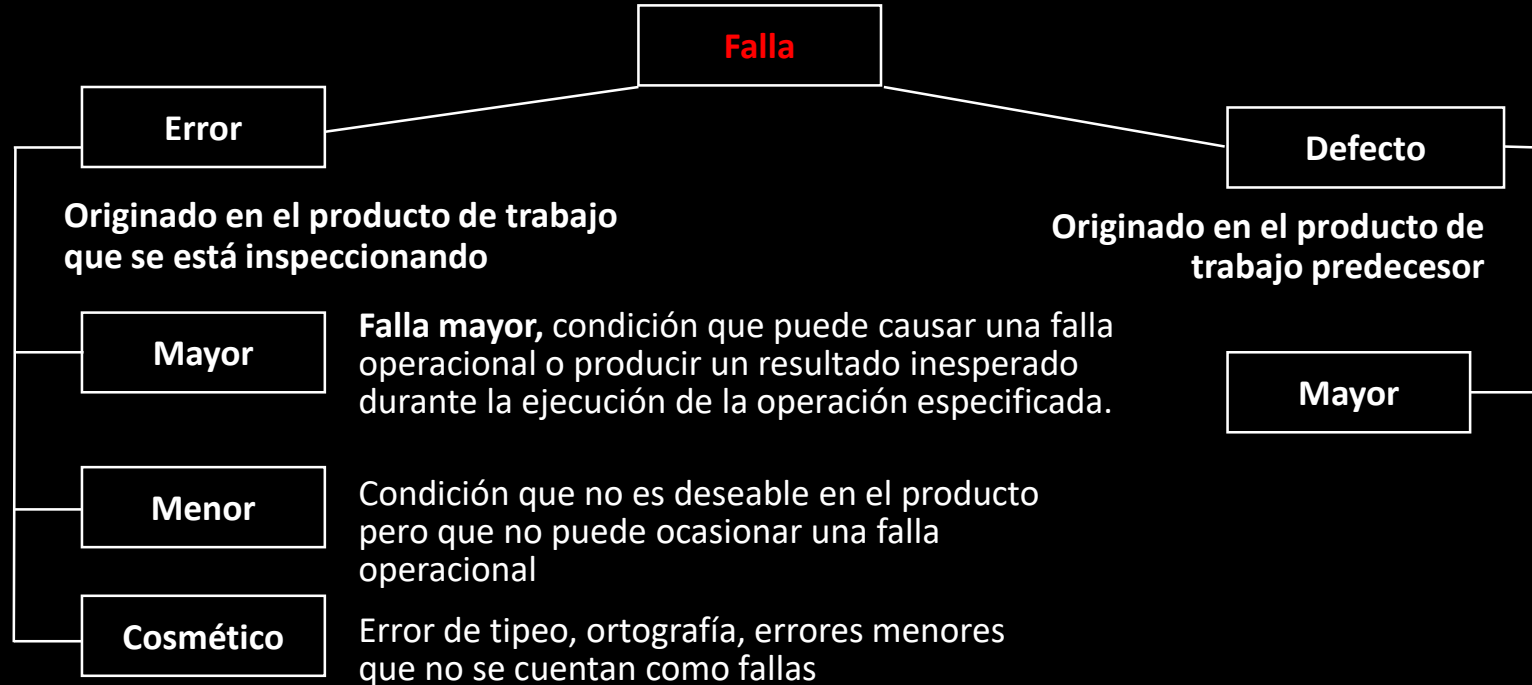 Falla
Error
Defecto
Originado en el producto de trabajo
que se está inspeccionando
Originado en el producto de
trabajo predecesor
Mayor
Falla mayor, condición que puede causar una falla
operacional o producir un resultado inesperado
durante la ejecución de la operación especificada.
Mayor
Menor
Condición que no es deseable en el producto
pero que no puede ocasionar una falla
operacional
Cosmético
Error de tipeo, ortografía, errores menores
que no se cuentan como fallas